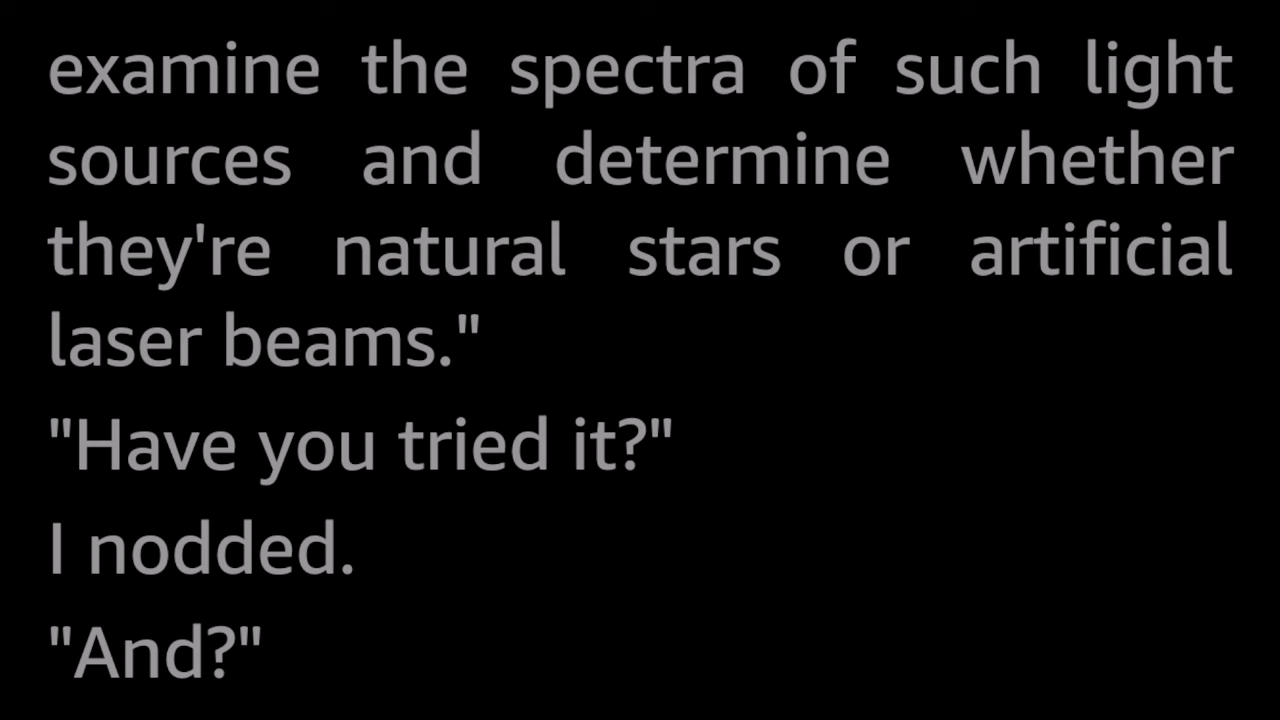 examine the spectra of such light
sources and determine whether
they're natural stars or artificial
laser beams."
"Have you tried it?"
I nodded.
"And?"